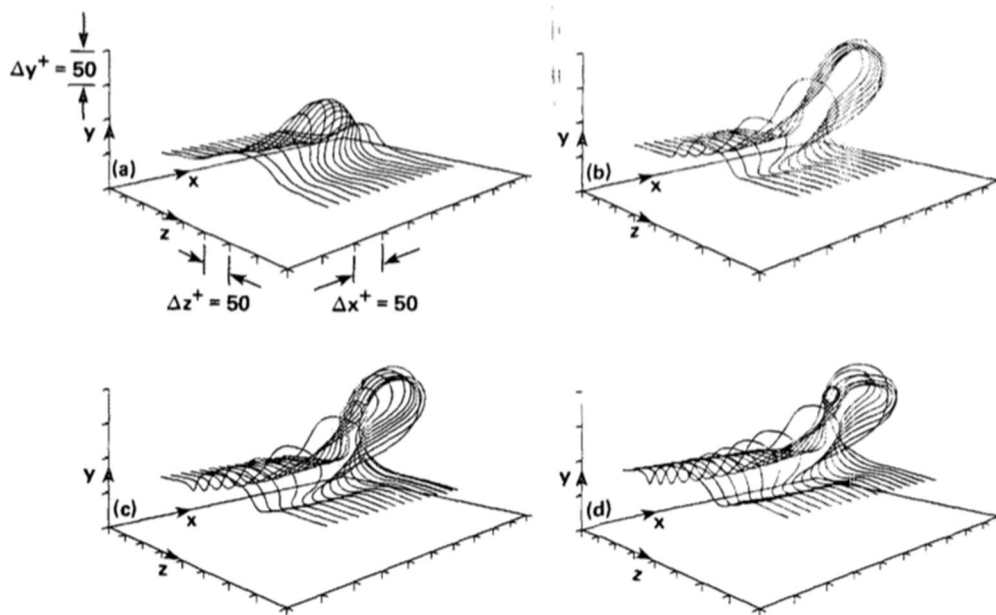 Δy⁺ = 50
y
(a)
x
z
Δz⁺ = 50
Δx⁺ = 50
y
(b)
x
z
y
(c)
x
z
y
(d)
x
z